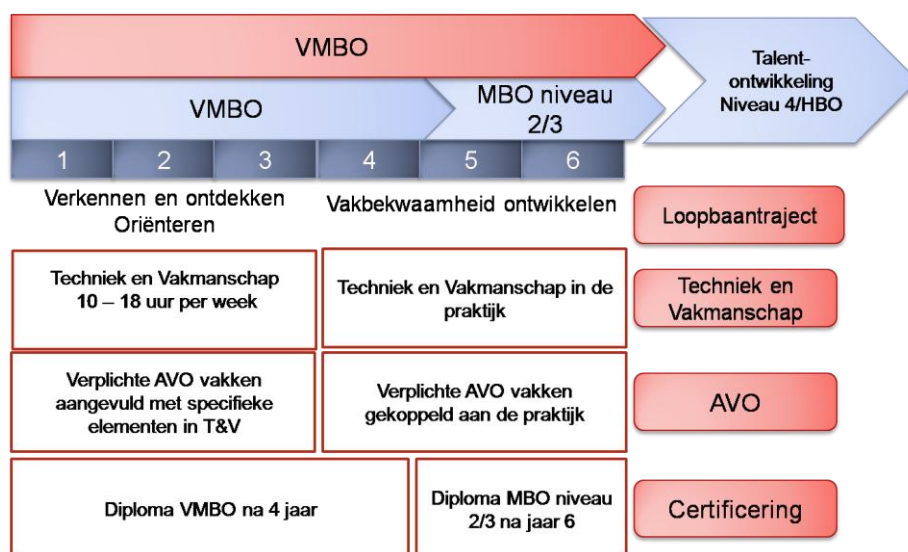 VMBO
Talent-
ontwikkeling
Niveau 4/HBO
VMBO
MBO niveau
2/3
1 2 3 4 5 6
Verkennen en ontdekken
Oriënteren
Vakbekwaamheid ontwikkelen
Loopbaantraject
Techniek en Vakmanschap
10 – 18 uur per week
Techniek en Vakmanschap in de
praktijk
Techniek en
Vakmanschap
Verplichte AVO vakken
aangevuld met specifieke
elementen in T&V
Verplichte AVO vakken
gekoppeld aan de praktijk
AVO
Diploma VMBO na 4 jaar
Diploma MBO niveau
2/3 na jaar 6
Certificering